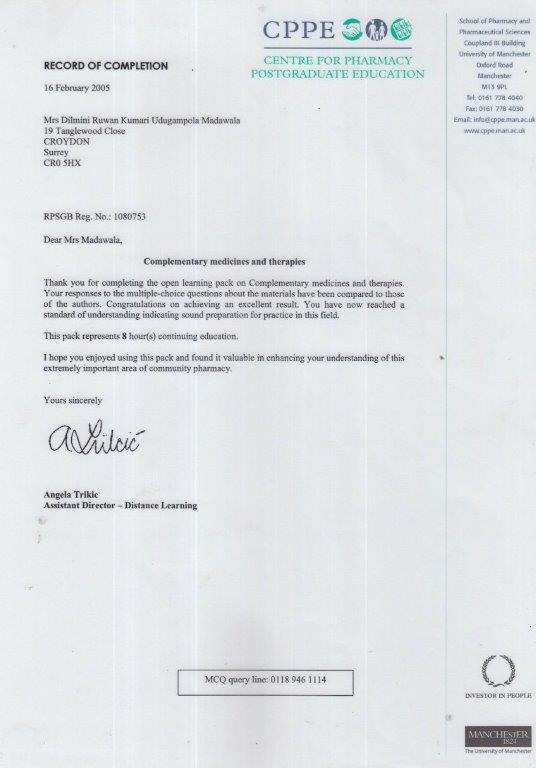 CPPE
CENTRE FOR PHARMACY
POSTGRADUATE EDUCATION
School of Pharmacy and
Pharmaceutical Sciences
Coupland III Building
University of Manchester
Oxford Road
Manchester
M13 9PL
Tel: 0161 778 4040
Fax: 0161 778 4030
Email: info@cppe.man.ac.uk
www.cppe.man.ac.uk
RECORD OF COMPLETION
16 February 2005
Mrs Dilmini Ruwan Kumari Udugampola Madawala
19 Tanglewood Close
CROYDON
Surrey
CR0 5HX
RPSGB Reg. No.: 1080753
Dear Mrs Madawala,
Complementary medicines and therapies
Thank you for completing the open learning pack on Complementary medicines and therapies.
Your responses to the multiple-choice questions about the materials have been compared to those
of the authors. Congratulations on achieving an excellent result. You have now reached a
standard of understanding indicating sound preparation for practice in this field.
This pack represents 8 hour(s) continuing education.
I hope you enjoyed using this pack and found it valuable in enhancing your understanding of this
extremely important area of community pharmacy.
Yours sincerely
Angela Trikic
Assistant Director – Distance Learning
MCQ query line: 0118 946 1114
INVESTOR IN PEOPLE
MANCHESTER
1824
The University of Manchester